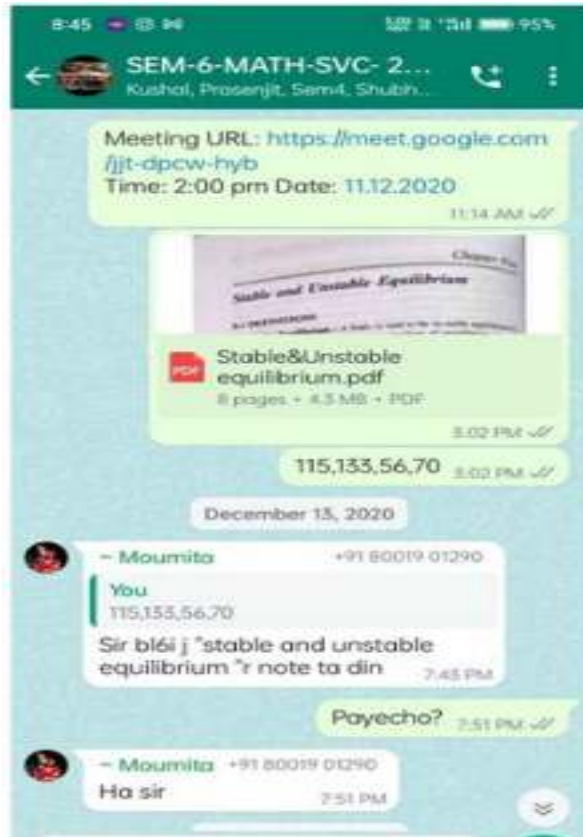 8:45
95%
SEM-6-MATH-SVC- 2...
Kushal, Prosenjit, Sem4, Shubh...
Meeting URL: https://meet.google.com
/jjt-dpcw-hyb
Time: 2:00 pm Date: 11.12.2020
11:14 AM
Chapter
Stable and Unstable Equilibrium
DEFINITIONS
PDF
Stable&Unstable
equilibrium.pdf
8 pages • 4.3 MB • PDF
3:02 PM
115,133,56,70 3:02 PM
December 13, 2020
~ Moumita +91 80019 01290
You
115,133,56,70
Sir bl6i j "stable and unstable
equilibrium "r note ta din 7:43 PM
Payecho? 7:51 PM
~ Moumita +91 80019 01290
Ha sir
7:51 PM